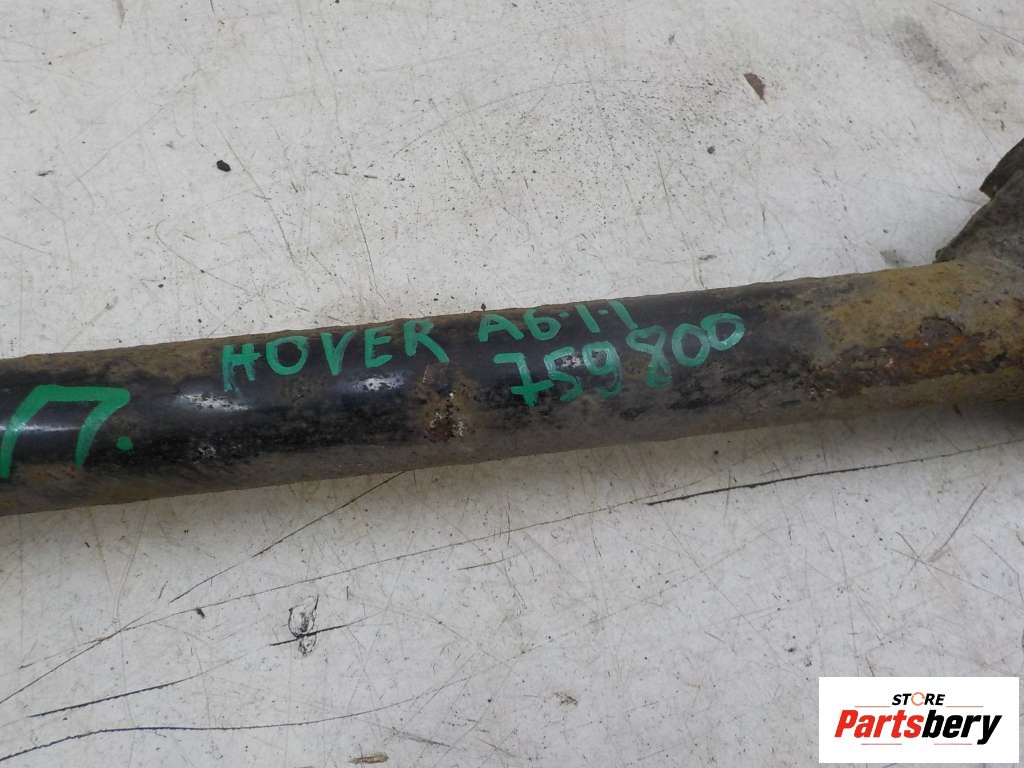 HOVER A6.1.1
759800
П.
STORE
Partsbery